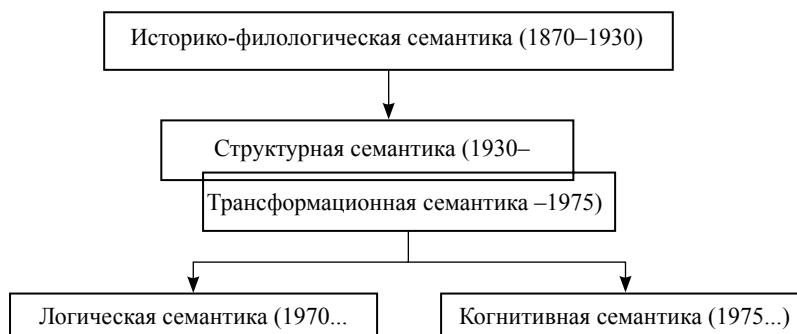 Историко-филологическая семантика (1870–1930)
Структурная семантика (1930–
Трансформационная семантика –1975)
Логическая семантика (1970...
Когнитивная семантика (1975...)